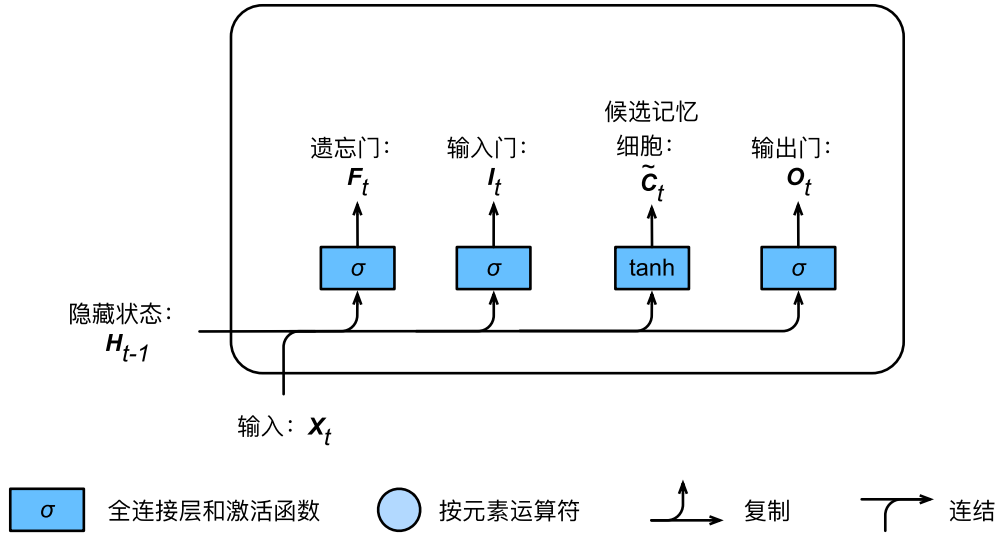 候选记忆
遗忘门： 输入门： 细胞： 输出门：
F_t I_t C̃_t O_t
σ σ tanh σ
隐藏状态：
H_{t-1}
输入： X_t
σ 全连接层和激活函数 按元素运算符 复制 连结